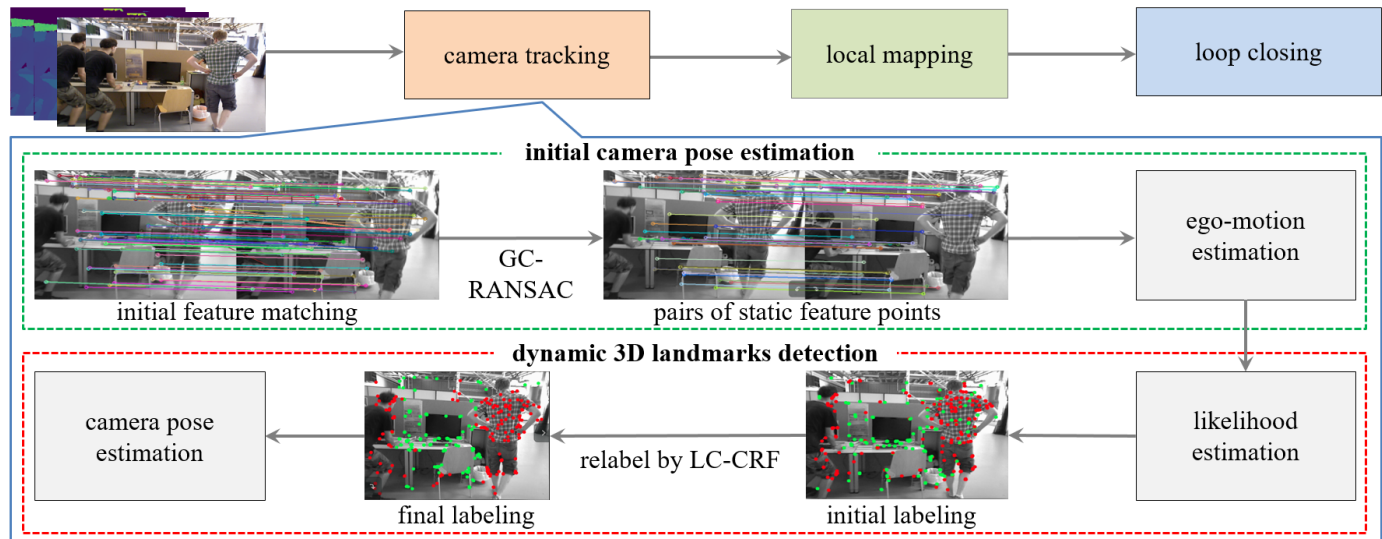 camera tracking
local mapping
loop closing
initial camera pose estimation
GC-
RANSAC
ego-motion
estimation
initial feature matching
pairs of static feature points
dynamic 3D landmarks detection
camera pose
estimation
relabel by LC-CRF
likelihood
estimation
final labeling
initial labeling